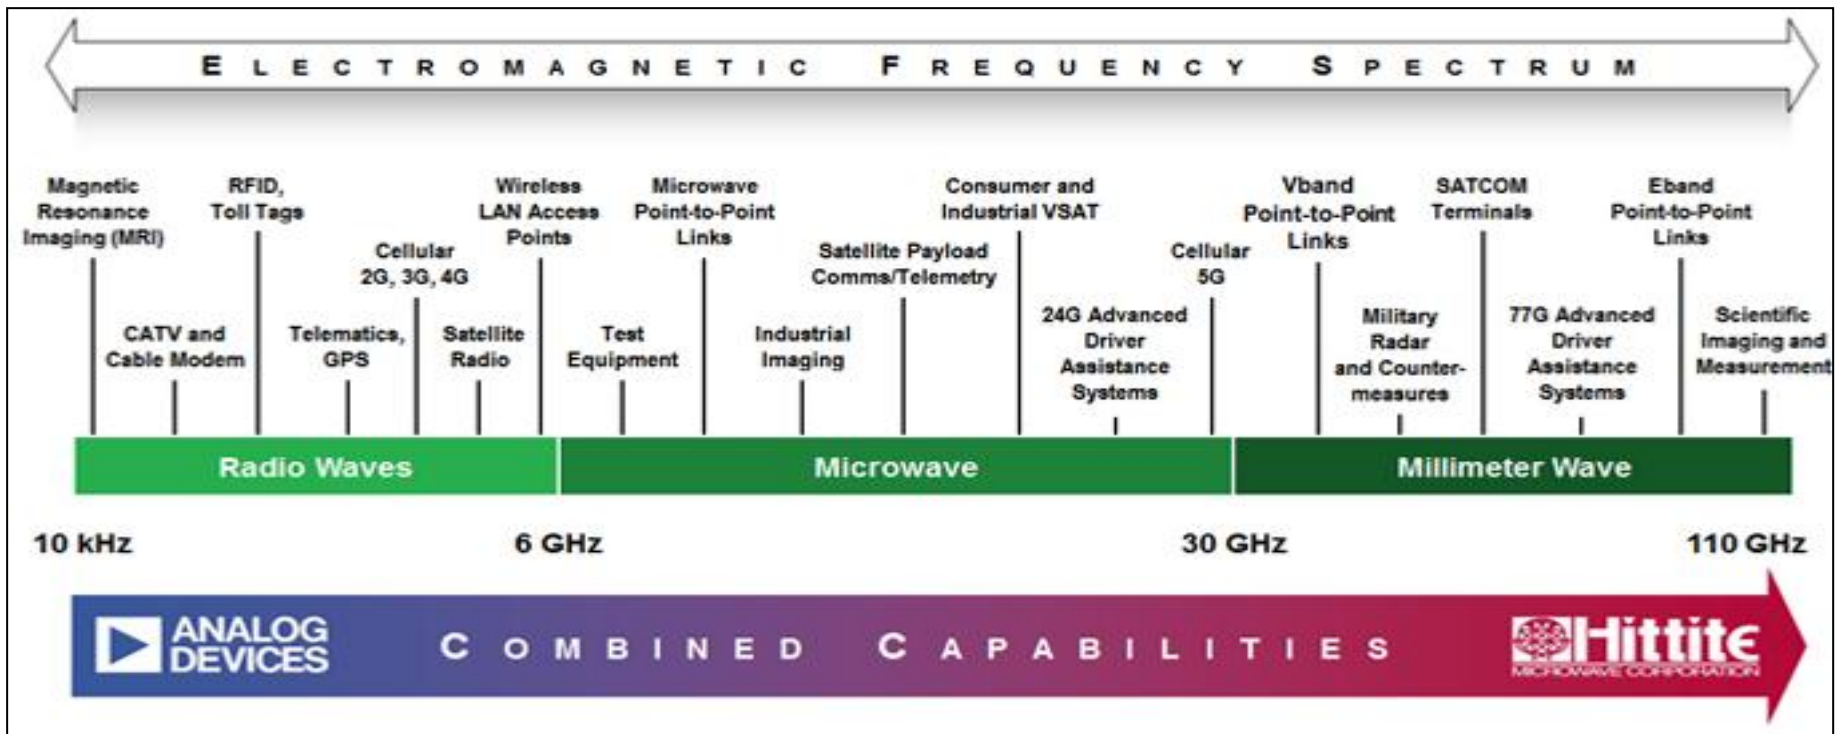 ELECTROMAGNETIC FREQUENCY SPECTRUM
Magnetic
Resonance
Imaging (MRI)
CATV and
Cable Modem
RFID,
Toll Tags
Telematics,
GPS
Cellular
2G, 3G, 4G
Satellite
Radio
Wireless
LAN Access
Points
Test
Equipment
Microwave
Point-to-Point
Links
Industrial
Imaging
Satellite Payload
Comms/Telemetry
Consumer and
Industrial VSAT
24G Advanced
Driver
Assistance
Systems
Cellular
5G
Vband
Point-to-Point
Links
Military
Radar
and Counter-
measures
SATCOM
Terminals
77G Advanced
Driver
Assistance
Systems
Eband
Point-to-Point
Links
Scientific
Imaging and
Measurement
Radio Waves
Microwave
Millimeter Wave
10 kHz
6 GHz
30 GHz
110 GHz
ANALOG
DEVICES
COMBINED CAPABILITIES
Hittite
MICROWAVE CORPORATION